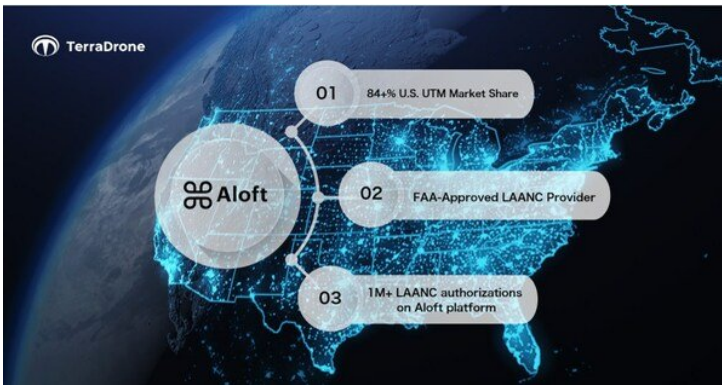 TerraDrone
01
84+% U.S. UTM Market Share
Aloft
02
FAA-Approved LAANC Provider
03
1M+ LAANC authorizations
on Aloft platform